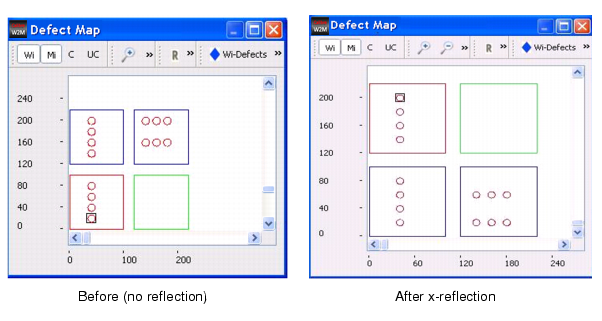 W2M Defect Map
Wi Mi C UC » R » Wi-Defects »
240
200
160
120
80
40
0
0 100 200
Before (no reflection)
W2M Defect Map
Wi Mi C UC » R » Wi-Defects »
200
160
120
80
40
0
0 60 120 180 240
After x-reflection